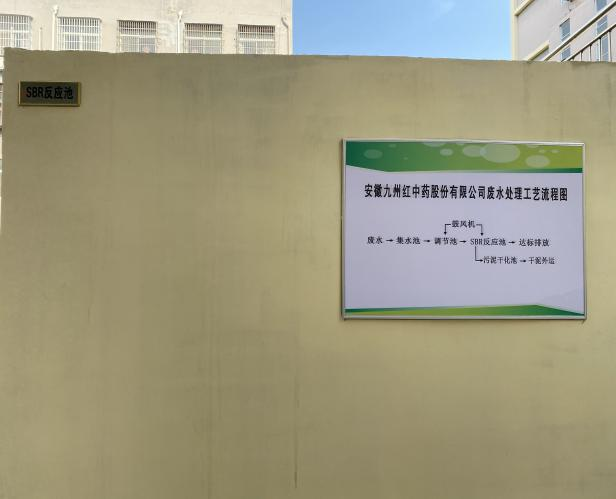 SBR反应池
安徽九州红中药股份有限公司废水处理工艺流程图
鼓风机
废水 → 集水池 → 调节池 → SBR反应池 → 达标排放
污泥干化池 → 干泥外运